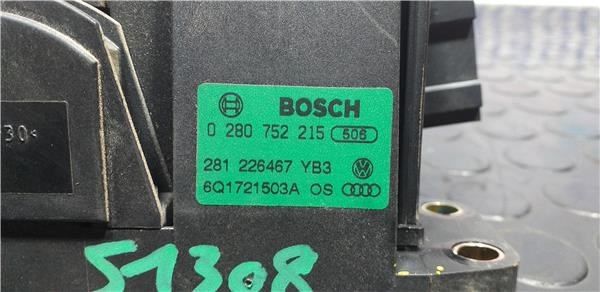 30<
BOSCH
0 280 752 215 506
281 226467 YB3
6Q1721503A OS
51308